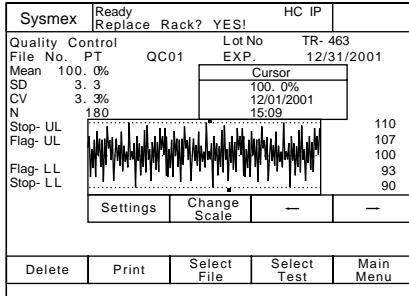 Sysmex Ready HC IP
Replace Rack? YES!
Quality Control Lot No TR-463
File No. PT QC01 EXP. 12/31/2001
Mean 100.0% Cursor
SD 3.3 100.0%
CV 3.3% 12/01/2001
N 180 15:09
Stop-UL 110
Flag-UL 107
100
Flag-LL 93
Stop-LL 90
Settings Change Scale ← →
Delete Print Select File Select Test Main Menu